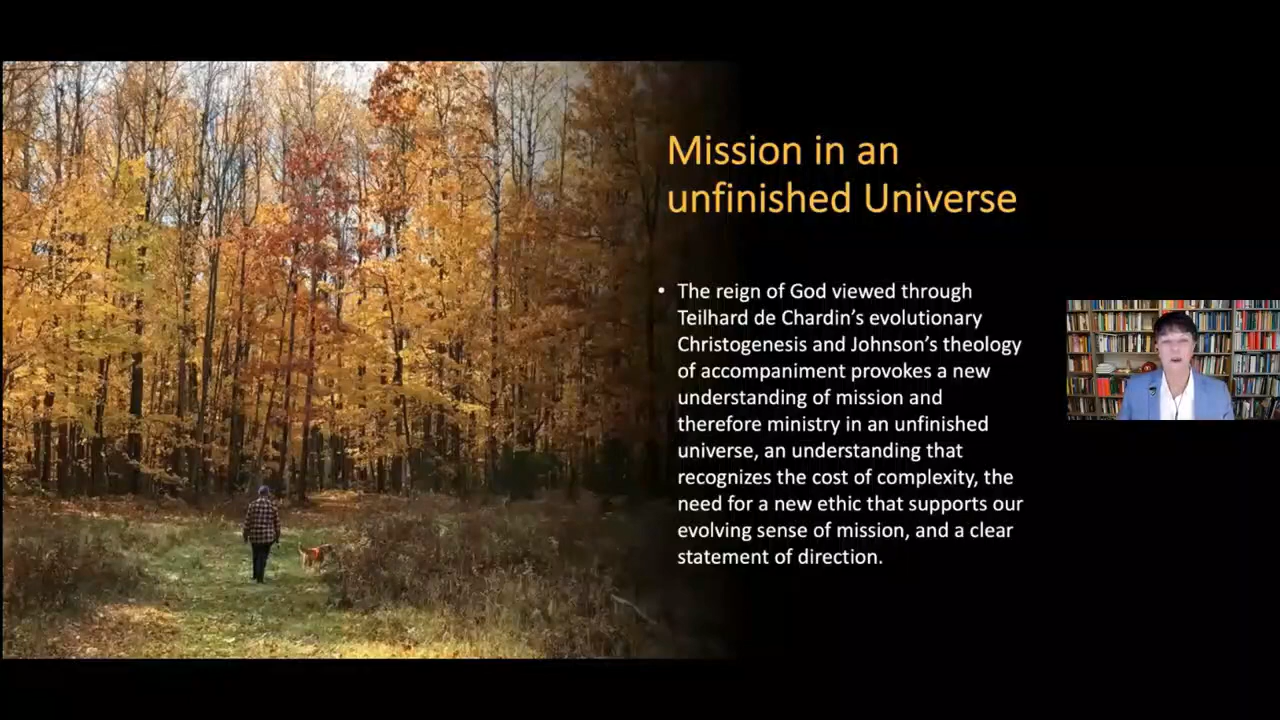 Mission in an
unfinished Universe
• The reign of God viewed through
Teilhard de Chardin’s evolutionary
Christogenesis and Johnson’s theology
of accompaniment provokes a new
understanding of mission and
therefore ministry in an unfinished
universe, an understanding that
recognizes the cost of complexity, the
need for a new ethic that supports our
evolving sense of mission, and a clear
statement of direction.